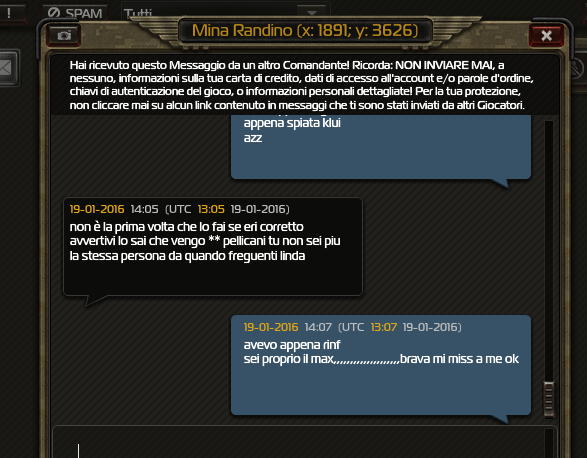 !
SPAM
Tutti
Mina Randino (x: 1891; y: 3626)
Hai ricevuto questo Messaggio da un altro Comandante! Ricorda: NON INVIARE MAI, a
nessuno, informazioni sulla tua carta di credito, dati di accesso all'account e/o parole d'ordine,
chiavi di autenticazione del gioco, o informazioni personali dettagliate! Per la tua protezione,
non cliccare mai su alcun link contenuto in messaggi che ti sono stati inviati da altri Giocatori.
appena spiata klui
azz
19-01-2016 14:05 (UTC 13:05 19-01-2016)
non è la prima volta che lo fai se eri corretto
avvertivi lo sai che vengo ** pellicani tu non sei piu
la stessa persona da quando freguenti linda
19-01-2016 14:07 (UTC 13:07 19-01-2016)
avevo appena rinf
sei proprio il max,,,,,,,,,,,,,,,,,,,,brava mi miss a me ok